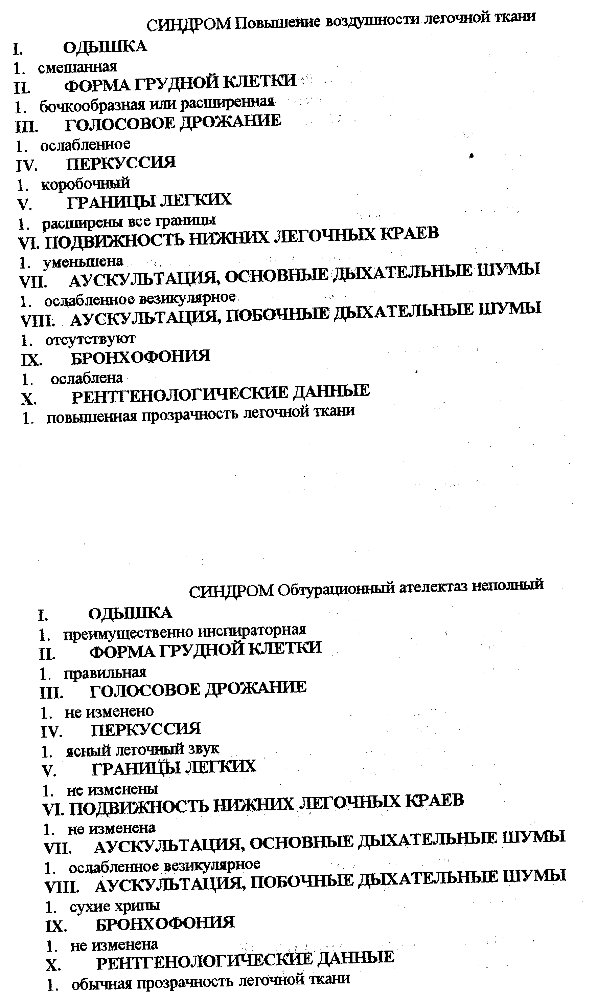 СИНДРОМ Повышение воздушности легочной ткани
I. ОДЫШКА
1. смешанная
II. ФОРМА ГРУДНОЙ КЛЕТКИ
1. бочкообразная или расширенная
III. ГОЛОСОВОЕ ДРОЖАНИЕ
1. ослабленное
IV. ПЕРКУССИЯ
1. коробочный
V. ГРАНИЦЫ ЛЕГКИХ
1. расширены все границы
VI. ПОДВИЖНОСТЬ НИЖНИХ ЛЕГОЧНЫХ КРАЕВ
1. уменьшена
VII. АУСКУЛЬТАЦИЯ, ОСНОВНЫЕ ДЫХАТЕЛЬНЫЕ ШУМЫ
1. ослабленное везикулярное
VIII. АУСКУЛЬТАЦИЯ, ПОБОЧНЫЕ ДЫХАТЕЛЬНЫЕ ШУМЫ
1. отсутствуют
IX. БРОНХОФОНИЯ
1. ослаблена
X. РЕНТГЕНОЛОГИЧЕСКИЕ ДАННЫЕ
1. повышенная прозрачность легочной ткани
СИНДРОМ Обтурационный ателектаз неполный
I. ОДЫШКА
1. преимущественно инспираторная
II. ФОРМА ГРУДНОЙ КЛЕТКИ
1. правильная
III. ГОЛОСОВОЕ ДРОЖАНИЕ
1. не изменено
IV. ПЕРКУССИЯ
1. ясный легочный звук
V. ГРАНИЦЫ ЛЕГКИХ
1. не изменены
VI. ПОДВИЖНОСТЬ НИЖНИХ ЛЕГОЧНЫХ КРАЕВ
1. не изменена
VII. АУСКУЛЬТАЦИЯ, ОСНОВНЫЕ ДЫХАТЕЛЬНЫЕ ШУМЫ
1. ослабленное везикулярное
VIII. АУСКУЛЬТАЦИЯ, ПОБОЧНЫЕ ДЫХАТЕЛЬНЫЕ ШУМЫ
1. сухие хрипы
IX. БРОНХОФОНИЯ
1. не изменена
X. РЕНТГЕНОЛОГИЧЕСКИЕ ДАННЫЕ
1. обычная прозрачность легочной ткани